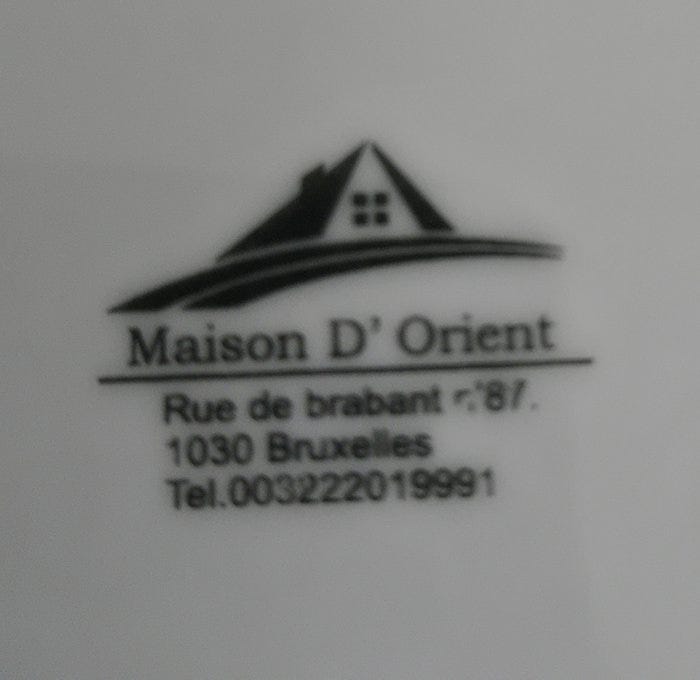 Maison D' Orient
Rue de brabant n°87.
1030 Bruxelles
Tel.003222019991